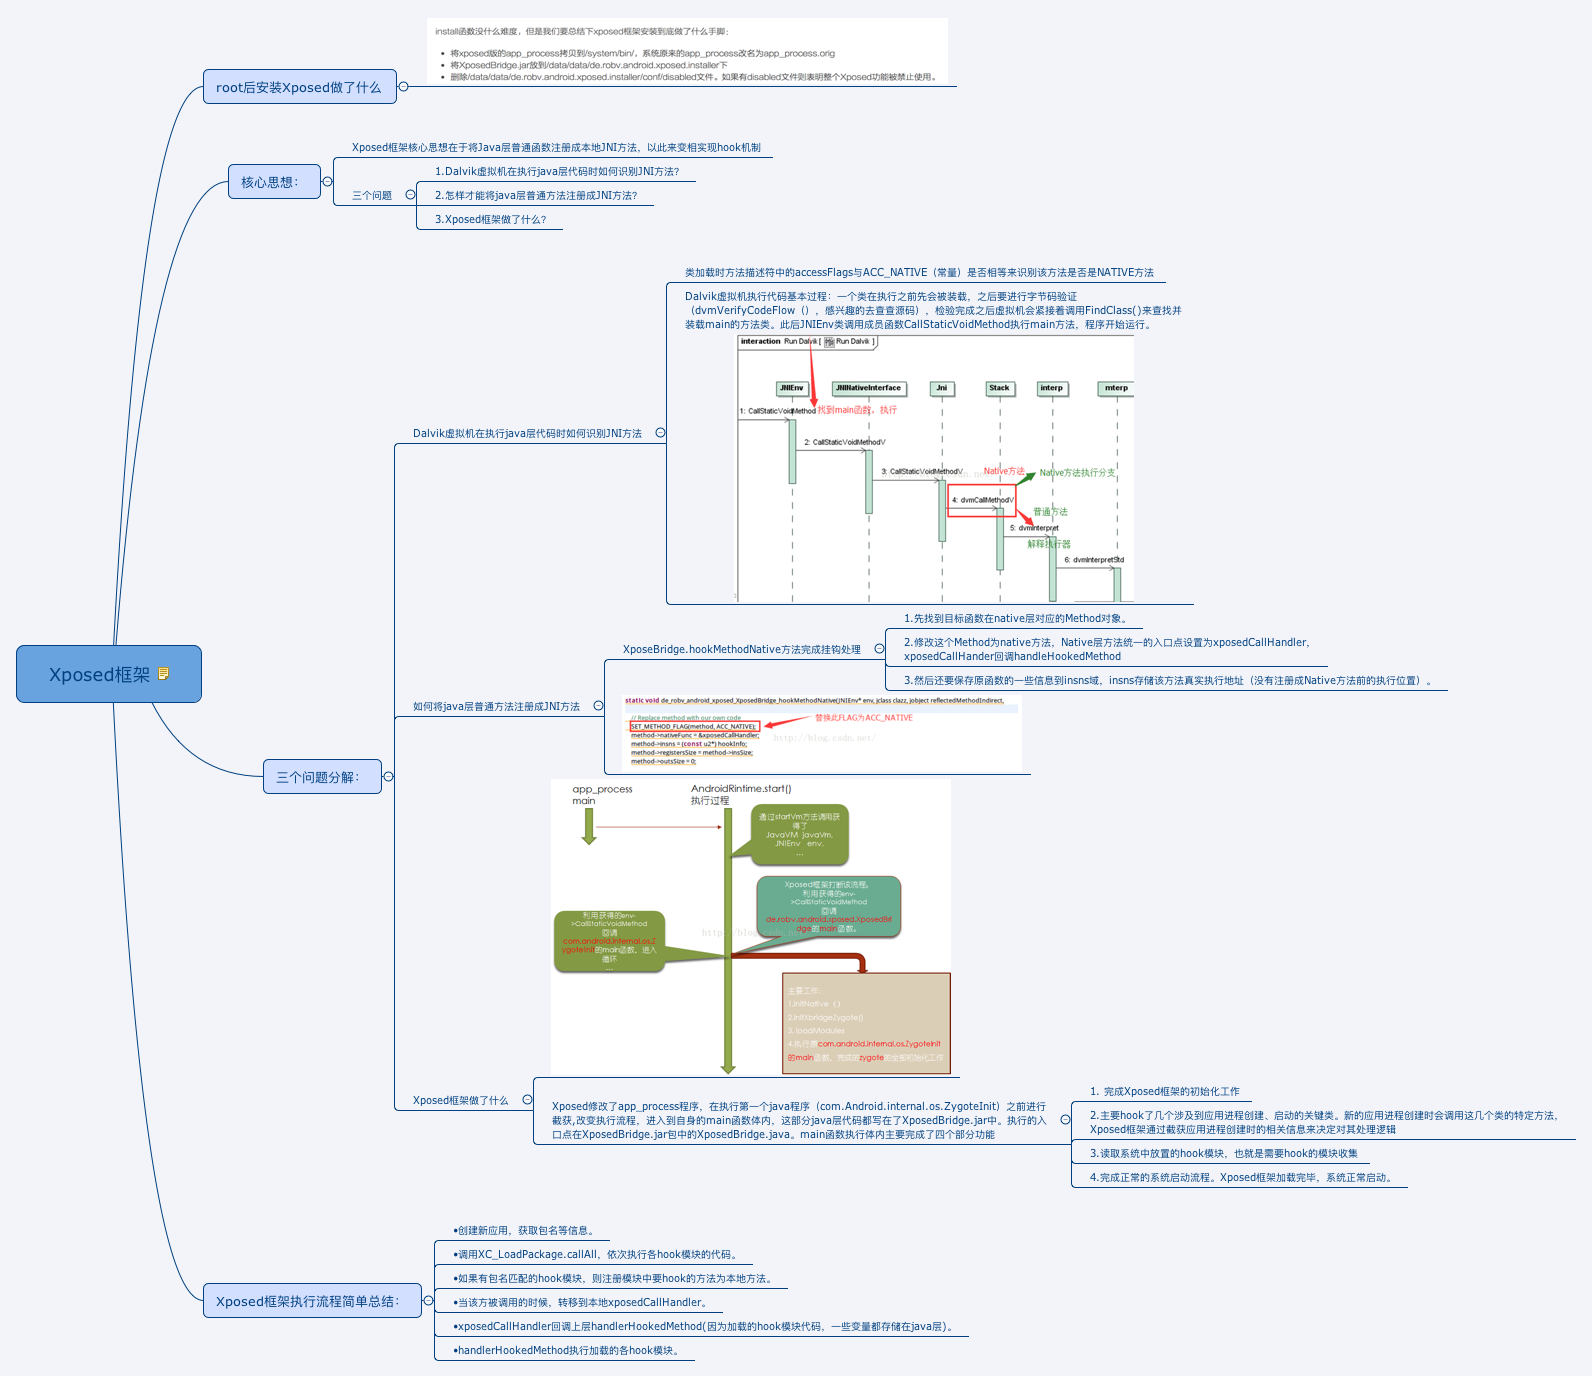 install函数没什么难度，但是我们要总结下xposed框架安装到底做了什么手脚：
• 将xposed版的app_process拷贝到/system/bin/，系统原来的app_process改名为app_process.orig
• 将XposedBridge.jar放到/data/data/de.robv.android.xposed.installer下
• 删除/data/data/de.robv.android.xposed.installer/conf/disabled文件。如果有disabled文件则表明整个Xposed功能被禁止使用。
root后安装Xposed做了什么
核心思想：
Xposed框架核心思想在于将Java层普通函数注册成本地JNI方法，以此来变相实现hook机制
三个问题
1.Dalvik虚拟机在执行java层代码时如何识别JNI方法？
2.怎样才能将java层普通方法注册成JNI方法？
3.Xposed框架做了什么？
Xposed框架
三个问题分解：
Dalvik虚拟机在执行java层代码时如何识别JNI方法
类加载时方法描述符中的accessFlags与ACC_NATIVE（常量）是否相等来识别该方法是否是NATIVE方法
Dalvik虚拟机执行代码基本过程：一个类在执行之前先会被装载，之后要进行字节码验证
（dvmVerifyCodeFlow（），感兴趣的去查查源码），检验完成之后虚拟机会紧接着调用FindClass()来查找并
装载main的方法类。此后JNIEnv类调用成员函数CallStaticVoidMethod执行main方法，程序开始运行。
interaction Run Dalvik [ Run Dalvik ]
JNIEnv
JNINativeInterface
Jni
Stack
interp
mterp
1: CallStaticVoidMethod
找到main函数，执行
2: CallStaticVoidMethodV
3: CallStaticVoidMethodV
Native方法
Native方法执行分支
4: dvmCallMethodV
普通方法
5: dvmInterpret
解释执行器
6: dvmInterpretStd
如何将java层普通方法注册成JNI方法
XposeBridge.hookMethodNative方法完成挂钩处理
1.先找到目标函数在native层对应的Method对象。
2.修改这个Method为native方法，Native层方法统一的入口点设置为xposedCallHandler,
xposedCallHander回调handleHookedMethod
3.然后还要保存原函数的一些信息到insns域，insns存储该方法真实执行地址（没有注册成Native方法前的执行位置）。
static void de_robv_android_xposed_XposedBridge_hookMethodNative(JNIEnv* env, jclass clazz, jobject reflectedMethodIndirect,
// Replace method with our own code
SET_METHOD_FLAG(method, ACC_NATIVE);
替换此FLAG为ACC_NATIVE
method->nativeFunc = &xposedCallHandler;
method->insns = (const u2*) hookInfo;
method->registersSize = method->insSize;
method->outsSize = 0;
http://blog.csdn.net/
app_process
main
AndroidRintime.start()
执行过程
通过startVm方法调用获
得了
JavaVM javaVm,
JNIEnv env.
...
Xposed框架打断该流程。
利用获得的env-
>CallStaticVoidMethod
回调
de.robv.android.xposed.XposedBri
dge的main函数。
利用获得的env-
>CallStaticVoidMethod
回调
com.android.internal.os.Z
ygoteInit的main函数，进入
循环
...
主要工作：
1.initNative（）
2.initXbridgeZygote()
3. loadModules
4.执行原com.android.internal.os.ZygoteInit
的main函数，完成的zygote的全部初始化工作
Xposed框架做了什么
Xposed修改了app_process程序，在执行第一个java程序（com.Android.internal.os.ZygoteInit）之前进行
截获,改变执行流程，进入到自身的main函数体内，这部分java层代码都写在了XposedBridge.jar中。执行的入
口点在XposedBridge.jar包中的XposedBridge.java。main函数执行体内主要完成了四个部分功能
1. 完成Xposed框架的初始化工作
2.主要hook了几个涉及到应用进程创建、启动的关键类。新的应用进程创建时会调用这几个类的特定方法，
Xposed框架通过截获应用进程创建时的相关信息来决定对其处理逻辑
3.读取系统中放置的hook模块，也就是需要hook的模块收集
4.完成正常的系统启动流程。Xposed框架加载完毕，系统正常启动。
Xposed框架执行流程简单总结：
•创建新应用，获取包名等信息。
•调用XC_LoadPackage.callAll，依次执行各hook模块的代码。
•如果有包名匹配的hook模块，则注册模块中要hook的方法为本地方法。
•当该方被调用的时候，转移到本地xposedCallHandler。
•xposedCallHandler回调上层handlerHookedMethod(因为加载的hook模块代码，一些变量都存储在java层)。
•handlerHookedMethod执行加载的各hook模块。